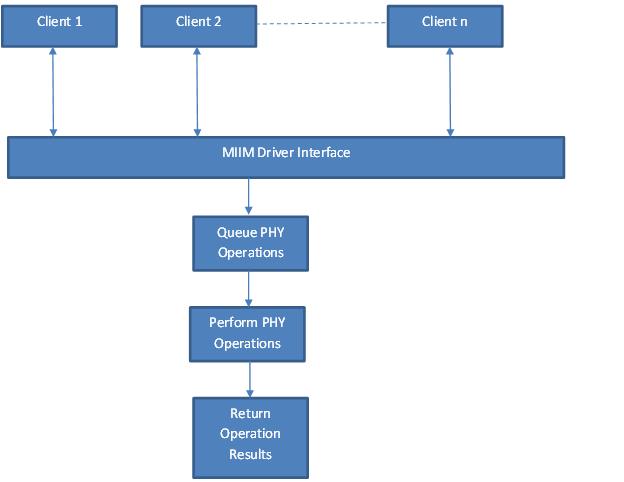 Client 1
Client 2
Client n
MIIM Driver Interface
Queue PHY
Operations
Perform PHY
Operations
Return
Operation
Results